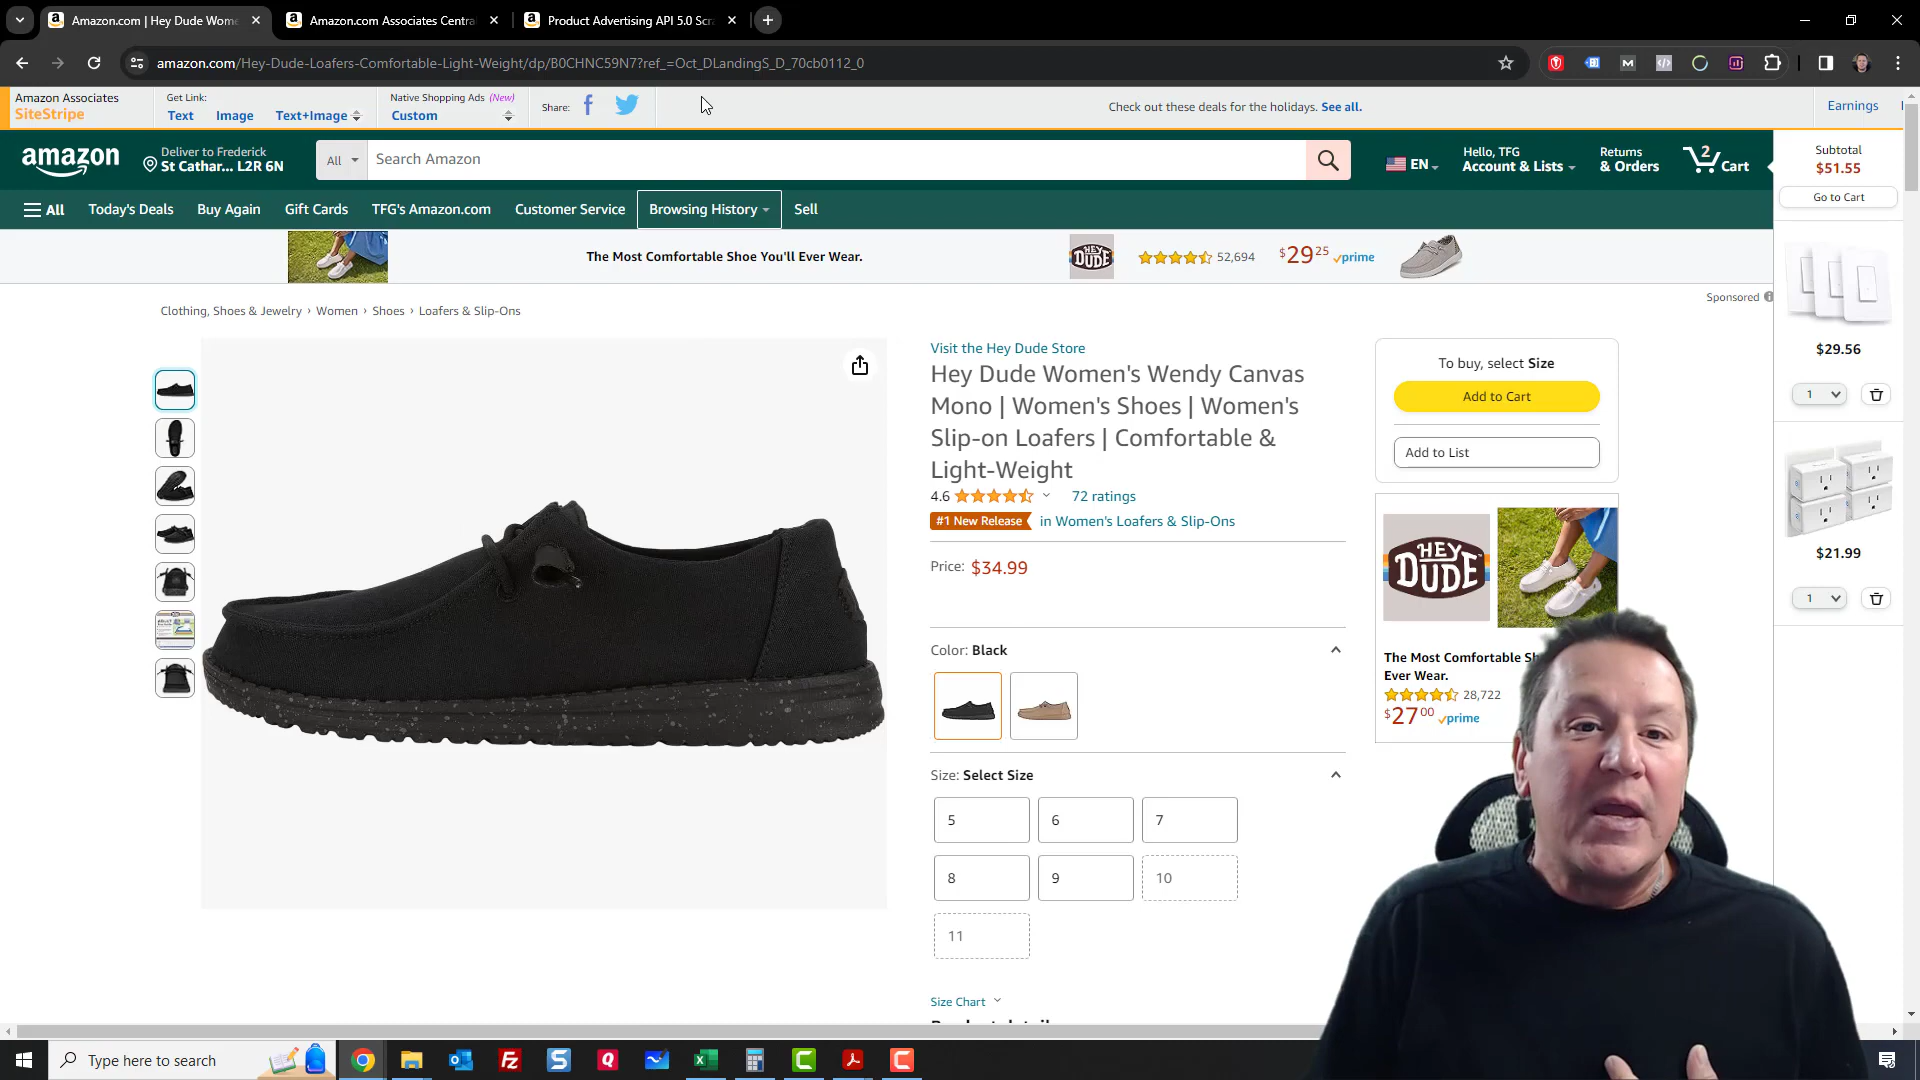 Amazon.com | Hey Dude Wome
Amazon.com Associates Centra
Product Advertising API 5.0 Scra
amazon.com/Hey-Dude-Loafers-Comfortable-Light-Weight/dp/B0CHNC59N7?ref_=Oct_DLandingS_D_70cb0112_0
Amazon Associates
SiteStripe
Get Link:
Text Image Text+Image
Native Shopping Ads (New)
Custom
Share:
Check out these deals for the holidays. See all.
Earnings
amazon
Deliver to Frederick
St Cathar... L2R 6N
All
Search Amazon
EN
Hello, TFG
Account & Lists
Returns
& Orders
2
Cart
Subtotal
$51.55
Go to Cart
All
Today's Deals
Buy Again
Gift Cards
TFG's Amazon.com
Customer Service
Browsing History
Sell
The Most Comfortable Shoe You'll Ever Wear.
HEY DUDE
52,694
$29 25
prime
Sponsored
Clothing, Shoes & Jewelry › Women › Shoes › Loafers & Slip-Ons
Visit the Hey Dude Store
Hey Dude Women's Wendy Canvas
Mono | Women's Shoes | Women's
Slip-on Loafers | Comfortable &
Light-Weight
4.6
72 ratings
#1 New Release
in Women's Loafers & Slip-Ons
Price: $34.99
Color: Black
Size: Select Size
5
6
7
8
9
10
11
Size Chart
To buy, select Size
Add to Cart
Add to List
HEY
DUDE
The Most Comfortable Sh
Ever Wear.
28,722
$27 00
prime
$29.56
1
$21.99
1
Type here to search